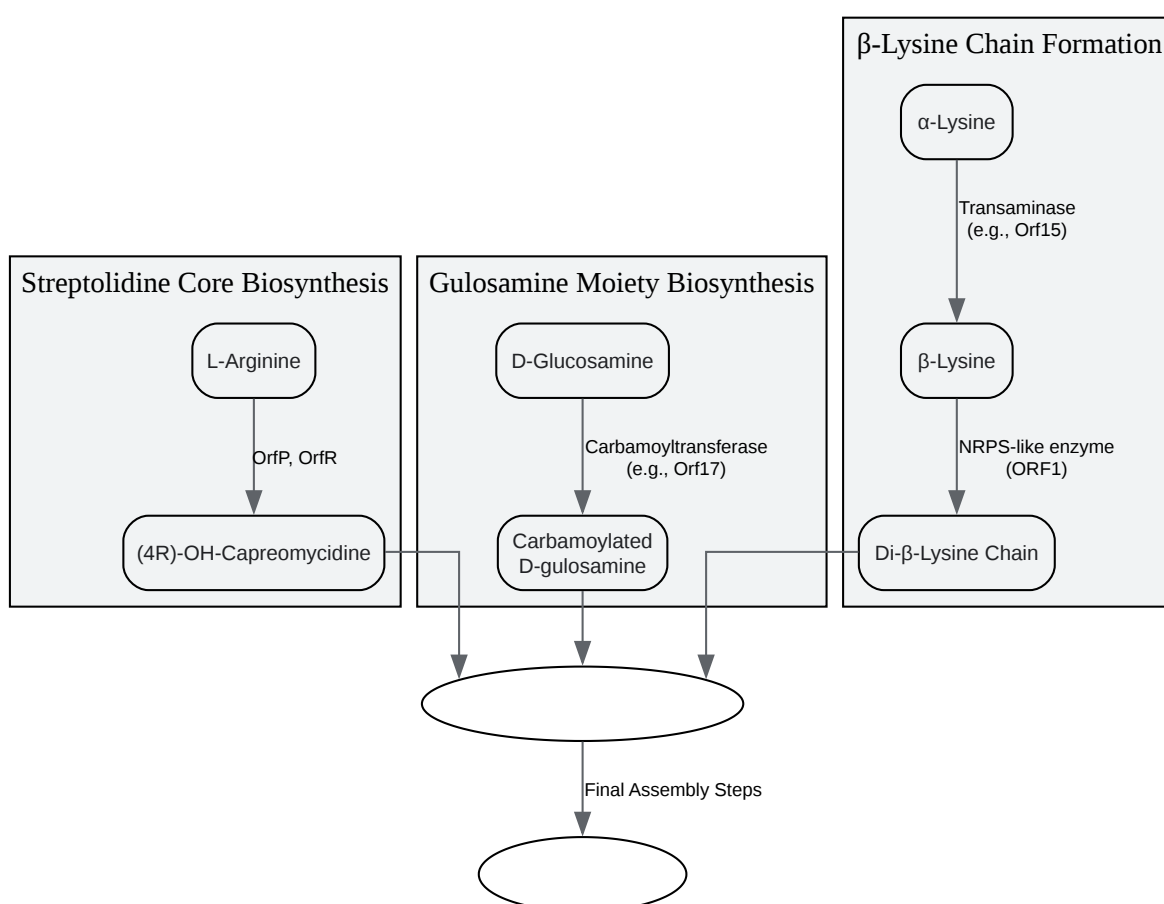 β-Lysine Chain Formation
α-Lysine
Transaminase
(e.g., Orf15)
Streptolidine Core Biosynthesis
Gulosamine Moiety Biosynthesis
L-Arginine
D-Glucosamine
β-Lysine
OrfP, OrfR
Carbamoyltransferase
(e.g., Orf17)
NRPS-like enzyme
(ORF1)
(4R)-OH-Capreomycidine
Carbamoylated
D-gulosamine
Di-β-Lysine Chain
Final Assembly Steps